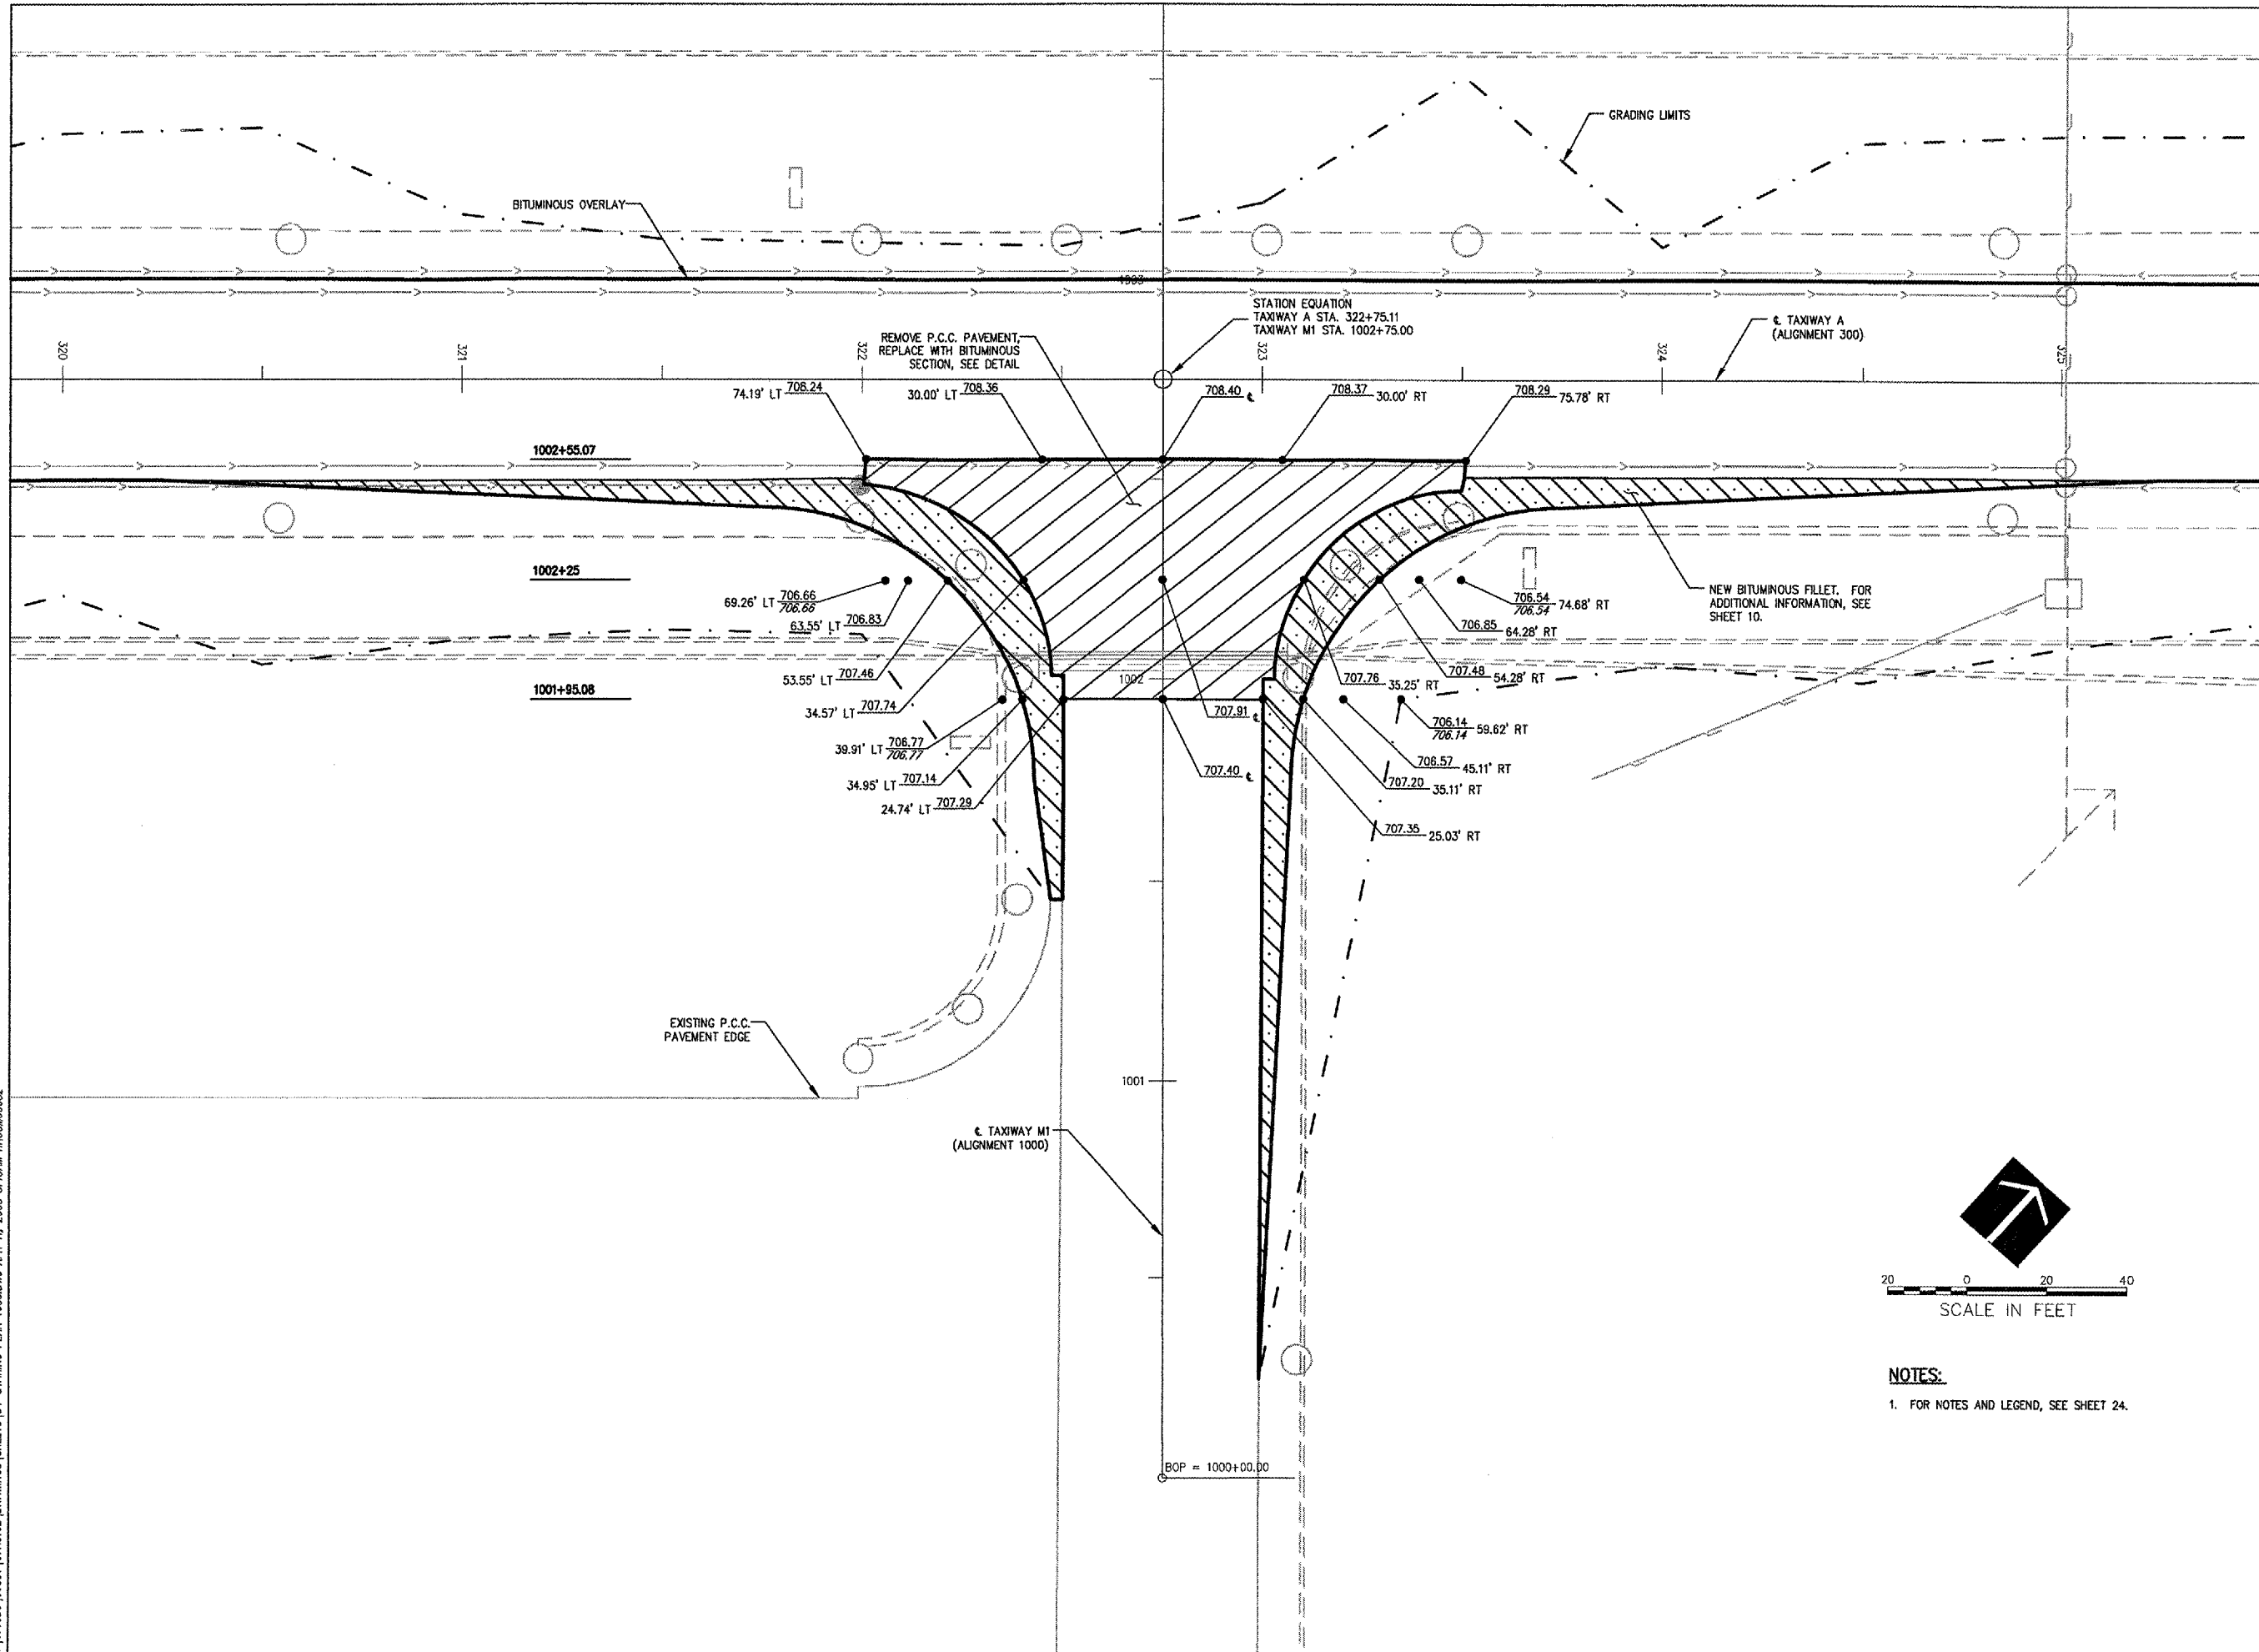 GRADING LIMITS
BITUMINOUS OVERLAY
1003
STATION EQUATION
TAXIWAY A STA. 322+75.11
TAXIWAY M1 STA. 1002+75.00
℄ TAXIWAY A
(ALIGNMENT 300)
REMOVE P.C.C. PAVEMENT,
REPLACE WITH BITUMINOUS
SECTION, SEE DETAIL
320
321
322
323
324
325
74.19' LT 708.24
30.00' LT 708.36
708.40 ℄
708.37 30.00' RT
708.29 75.78' RT
1002+55.07
1002+25
69.26' LT 706.66
706.66
63.55' LT 706.83
53.55' LT 707.46
34.57' LT 707.74
707.91 ℄
707.76 35.25' RT
707.48 54.28' RT
706.85 64.28' RT
706.54 74.68' RT
706.54
NEW BITUMINOUS FILLET. FOR
ADDITIONAL INFORMATION, SEE
SHEET 10.
1002
1001+95.08
39.91' LT 706.77
706.77
34.95' LT 707.14
24.74' LT 707.29
707.40 ℄
707.35 25.03' RT
707.20 35.11' RT
706.57 45.11' RT
706.14 59.62' RT
706.14
EXISTING P.C.C.
PAVEMENT EDGE
1001
℄ TAXIWAY M1
(ALIGNMENT 1000)
BOP = 1000+00.00
20 0 20 40
SCALE IN FEET
NOTES:
1. FOR NOTES AND LEGEND, SEE SHEET 24.